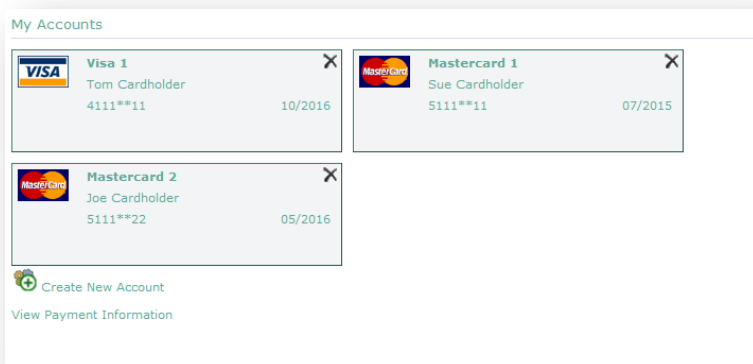 My Accounts
VISA
Visa 1
Tom Cardholder
4111**11 10/2016
MasterCard
Mastercard 1
Sue Cardholder
5111**11 07/2015
MasterCard
Mastercard 2
Joe Cardholder
5111**22 05/2016
Create New Account
View Payment Information